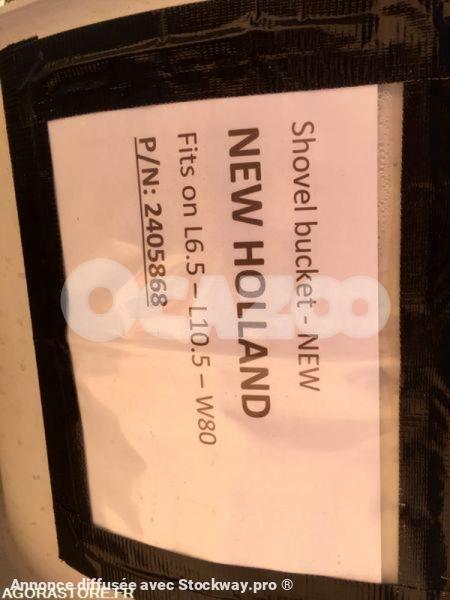 Shovel bucket - NEW
NEW HOLLAND
Fits on L6.5 – L10.5 – W80
P/N: 2405868
OCAZOO
Annonce diffusée avec Stockway.pro ®
AGORASTORE.FR